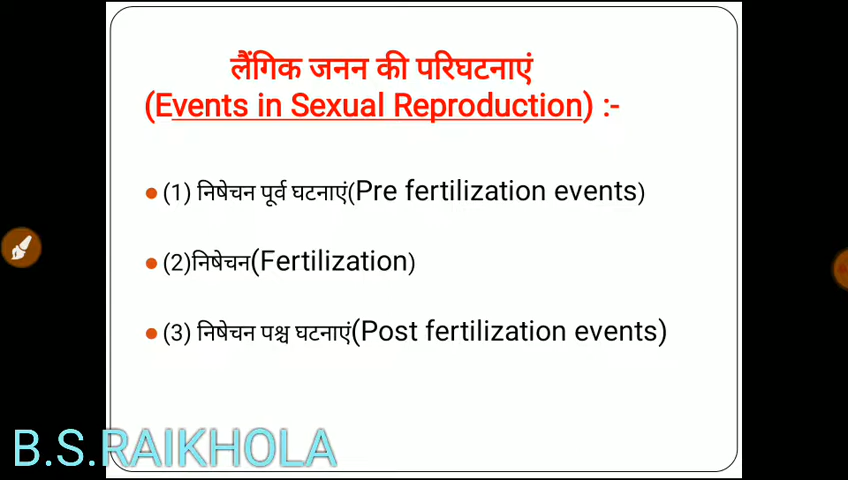 लैंगिक जनन की परिघटनाएं
(Events in Sexual Reproduction) :-
(1) निषेचन पूर्व घटनाएं(Pre fertilization events)
(2)निषेचन(Fertilization)
(3) निषेचन पश्च घटनाएं(Post fertilization events)
B.S.RAIKHOLA